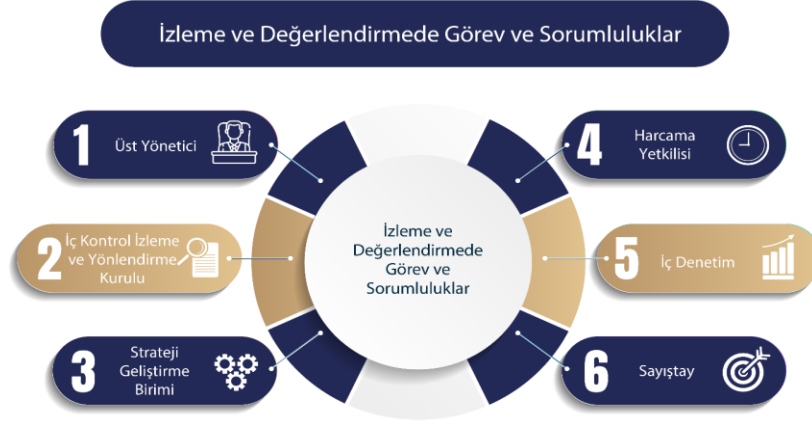 İzleme ve Değerlendirmede Görev ve Sorumluluklar
1
Üst Yönetici
2
İç Kontrol İzleme
ve Yönlendirme
Kurulu
3
Strateji
Geliştirme
Birimi
İzleme ve
Değerlendirmede
Görev ve
Sorumluluklar
4
Harcama
Yetkilisi
5
İç Denetim
6
Sayıştay